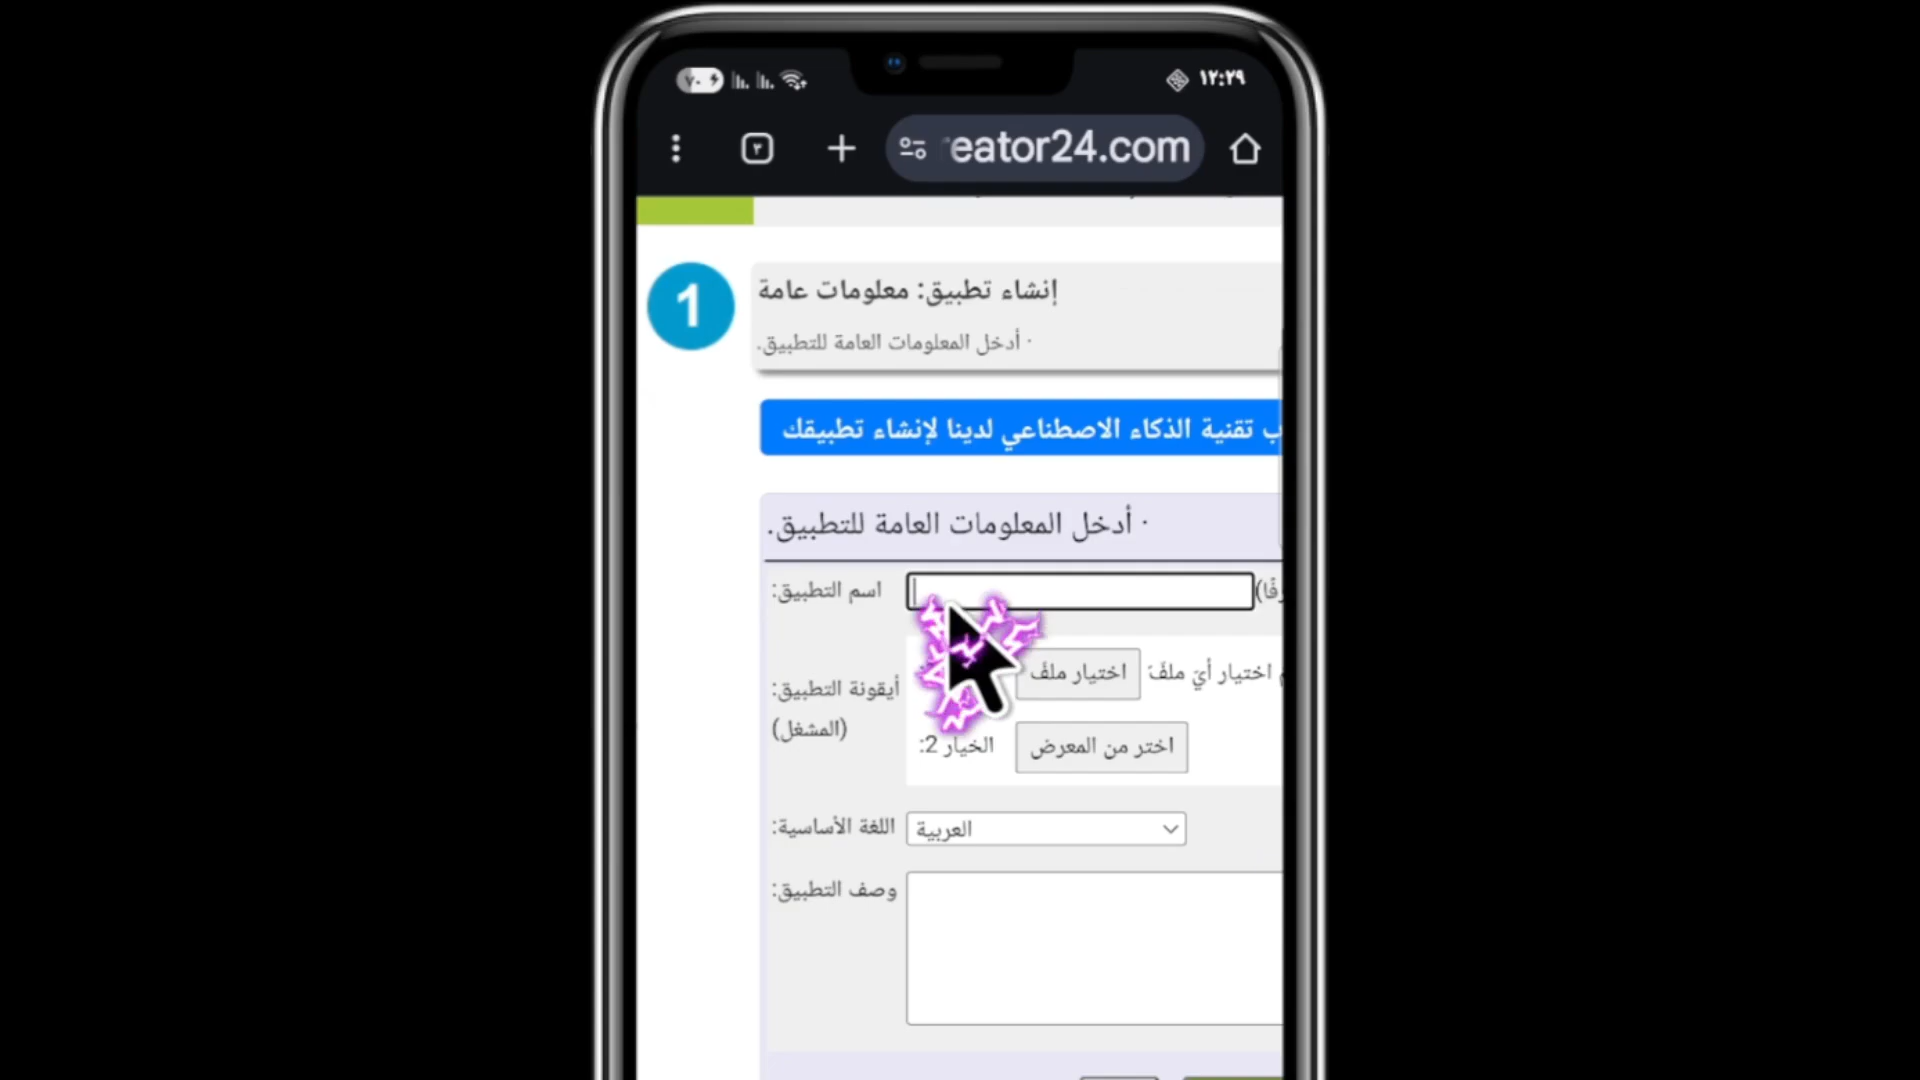 ٧٠ ١٢:٢٩
٣ eator24.com
1
إنشاء تطبيق: معلومات عامة
· أدخل المعلومات العامة للتطبيق.
تقنية الذكاء الاصطناعي لدينا لإنشاء تطبيقك
· أدخل المعلومات العامة للتطبيق.
اسم التطبيق:
أيقونة التطبيق:
(المشغل)
اختيار ملفّ
اختيار أيّ ملفّ
الخيار 2:
اختر من المعرض
اللغة الأساسية:
العربية
وصف التطبيق: